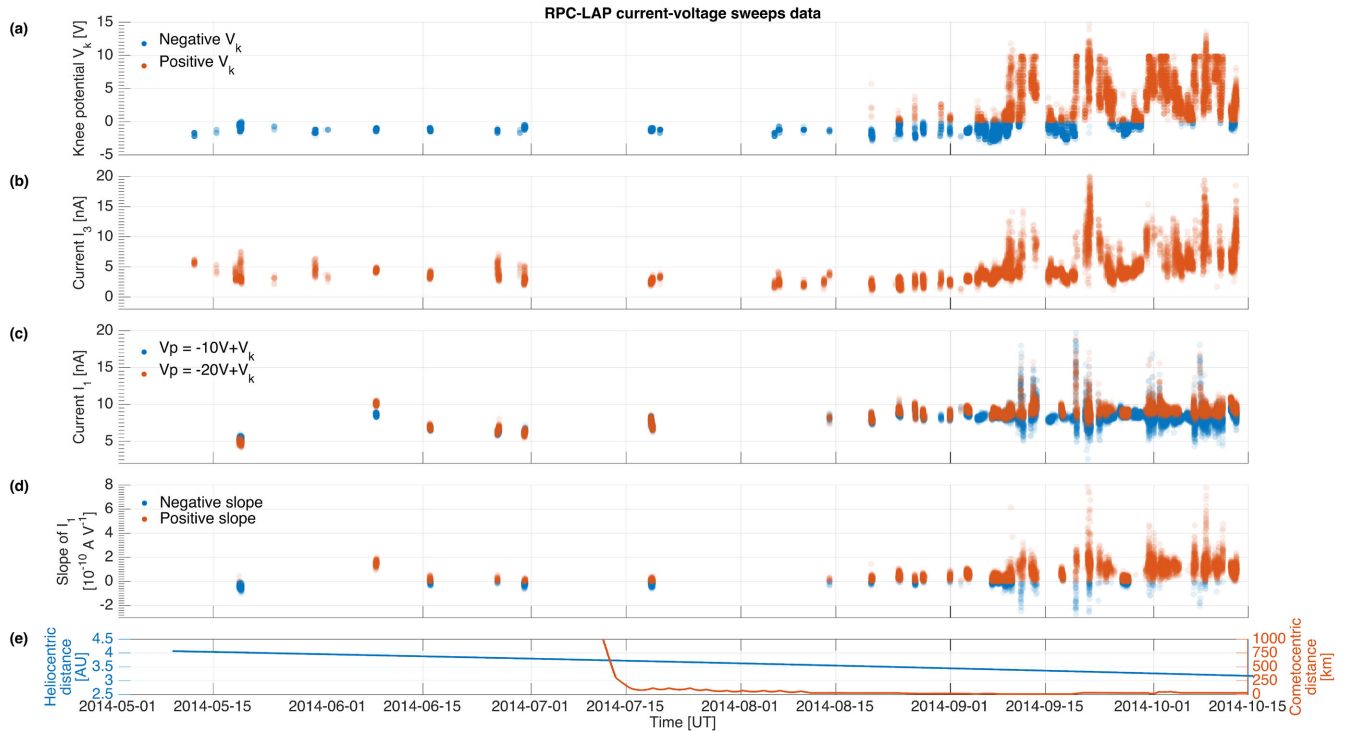 RPC-LAP current-voltage sweeps data
(a)
Knee potential V_k [V]
15
10
5
0
-5
Negative V_k
Positive V_k
(b)
Current I_3 [nA]
20
15
10
5
0
(c)
Current I_1 [nA]
20
15
10
5
Vp = -10V+V_k
Vp = -20V+V_k
(d)
Slope of I_1
[10^-10 A V^-1]
8
6
4
2
0
-2
Negative slope
Positive slope
(e)
Heliocentric
distance
[AU]
4.5
4
3.5
3
2.5
1000
750
500
250
0
Cometocentric
distance
[km]
2014-05-01 2014-05-15 2014-06-01 2014-06-15 2014-07-01 2014-07-15 2014-08-01 2014-08-15 2014-09-01 2014-09-15 2014-10-01 2014-10-15
Time [UT]